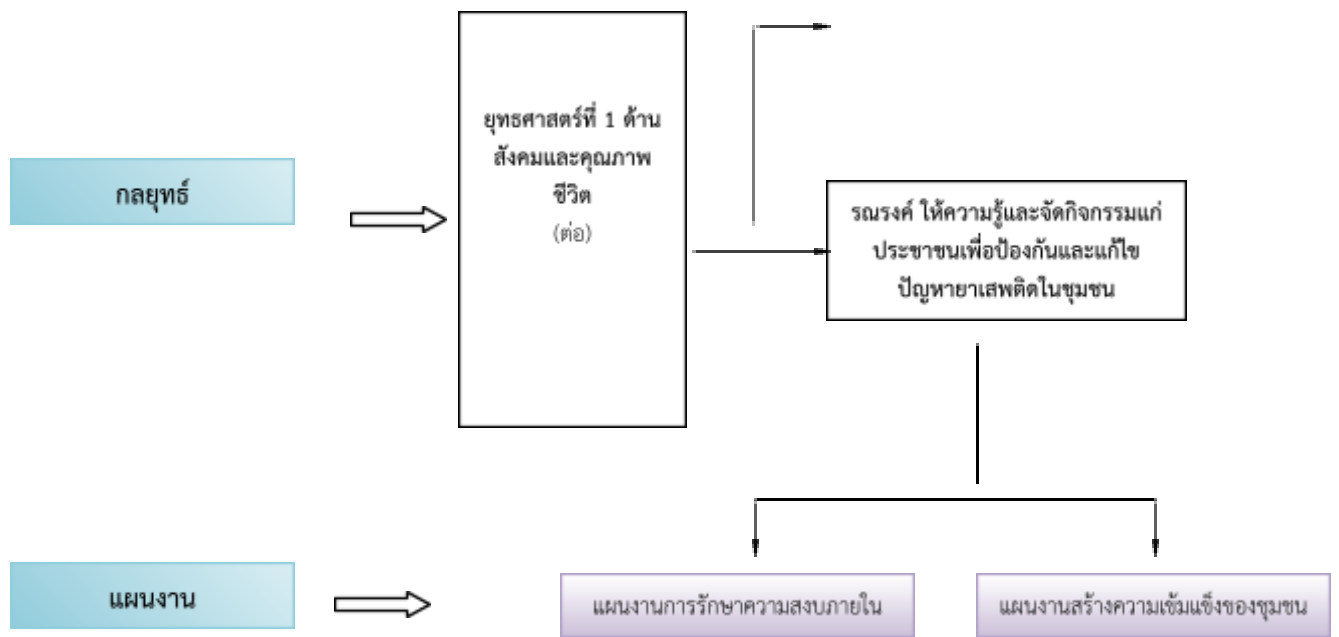 ยุทธศาสตร์ที่ 1 ด้าน
สังคมและคุณภาพ
ชีวิต
(ต่อ)
กลยุทธ์
รณรงค์ ให้ความรู้และจัดกิจกรรมแก่
ประชาชนเพื่อป้องกันและแก้ไข
ปัญหายาเสพติดในชุมชน
แผนงาน
แผนงานการรักษาความสงบภายใน
แผนงานสร้างความเข้มแข็งของชุมชน